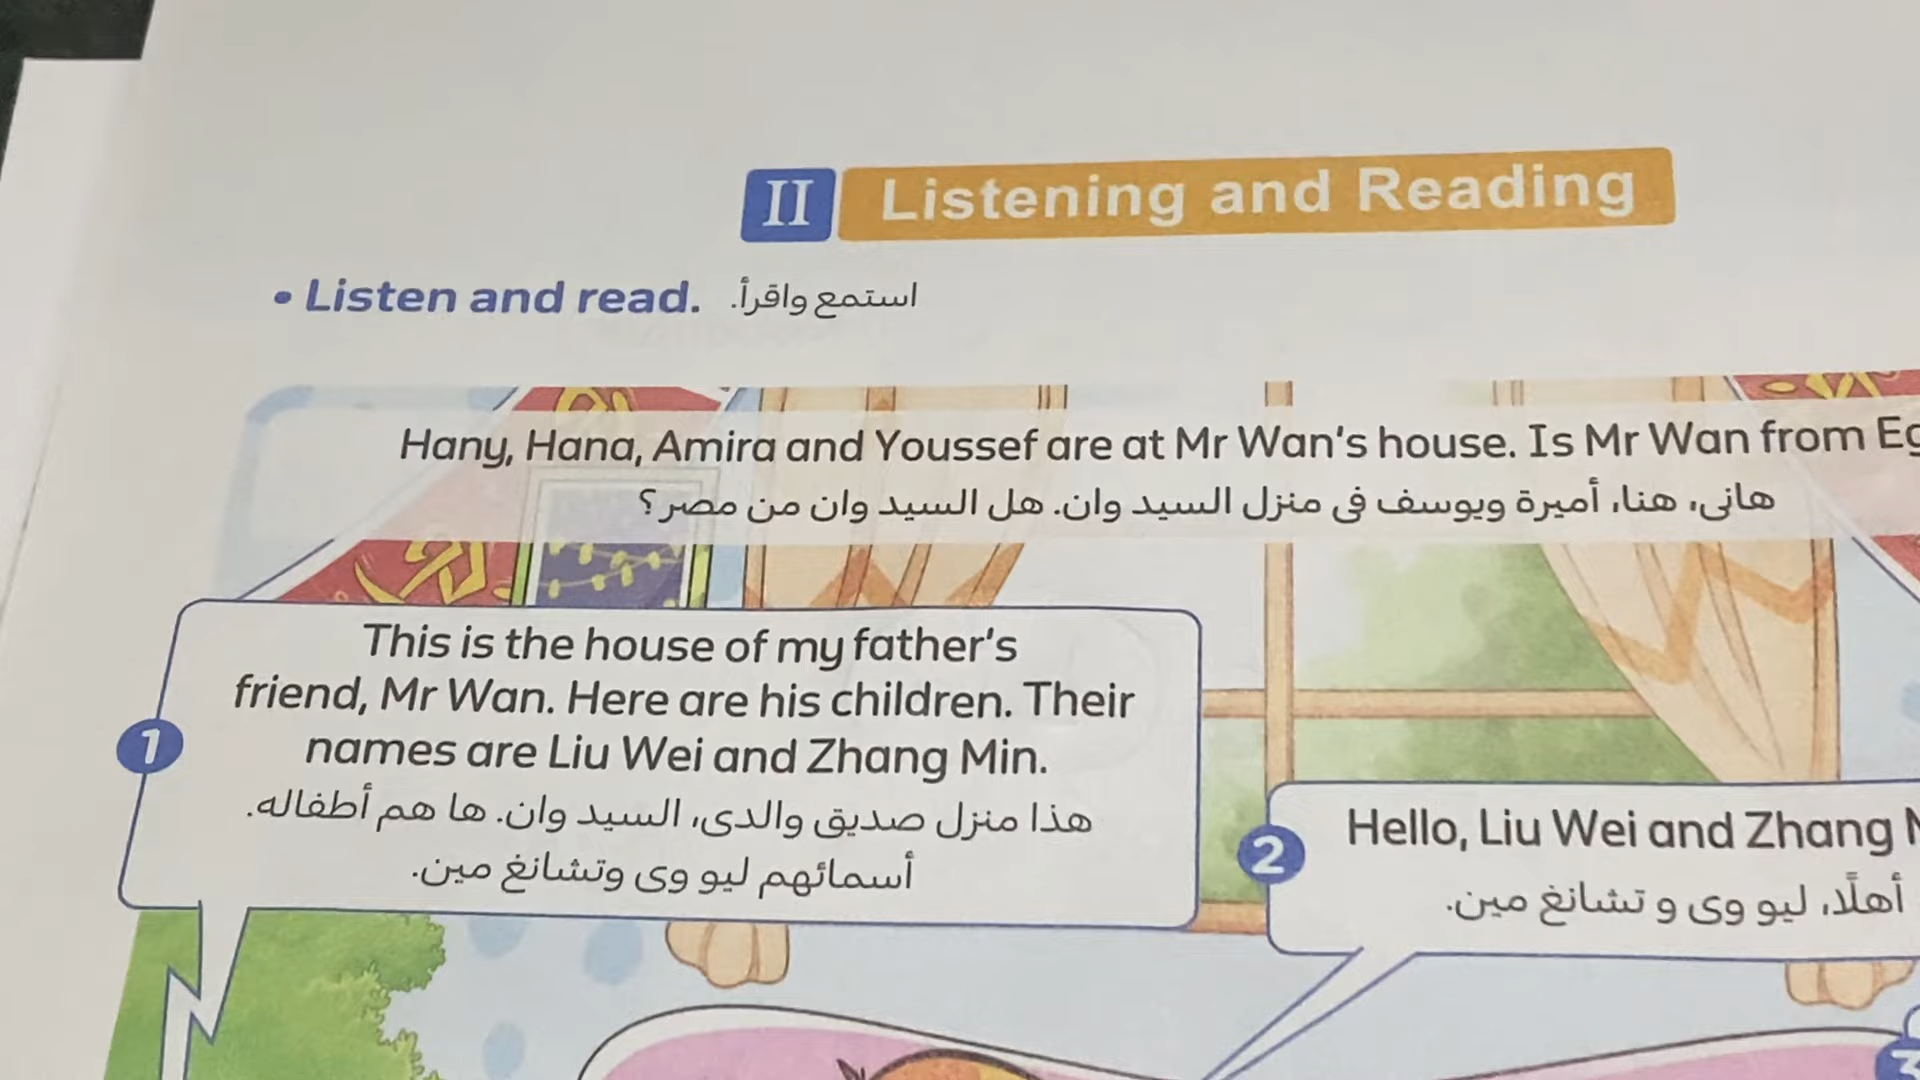 II Listening and Reading
• Listen and read. استمع واقرأ.
Hany, Hana, Amira and Youssef are at Mr Wan's house. Is Mr Wan from
هانى، هنا، أميرة ويوسف فى منزل السيد وان. هل السيد وان من مصر؟
This is the house of my father's
friend, Mr Wan. Here are his children. Their
names are Liu Wei and Zhang Min.
هذا منزل صديق والدى، السيد وان. ها هم أطفاله.
أسمائهم ليو وى وتشانغ مين.
1
2
Hello, Liu Wei and Zhang
أهلًا، ليو وى و تشانغ مين.
3